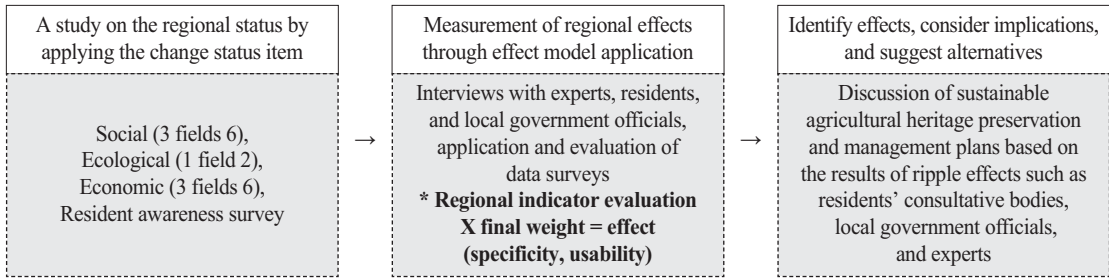 A study on the regional status by
applying the change status item
Social (3 fields 6),
Ecological (1 field 2),
Economic (3 fields 6),
Resident awareness survey
→
Measurement of regional effects
through effect model application
Interviews with experts, residents,
and local government officials,
application and evaluation of
data surveys
* Regional indicator evaluation
X final weight = effect
(specificity, usability)
→
Identify effects, consider implications,
and suggest alternatives
Discussion of sustainable
agricultural heritage preservation
and management plans based on
the results of ripple effects such as
residents’ consultative bodies,
local government officials,
and experts